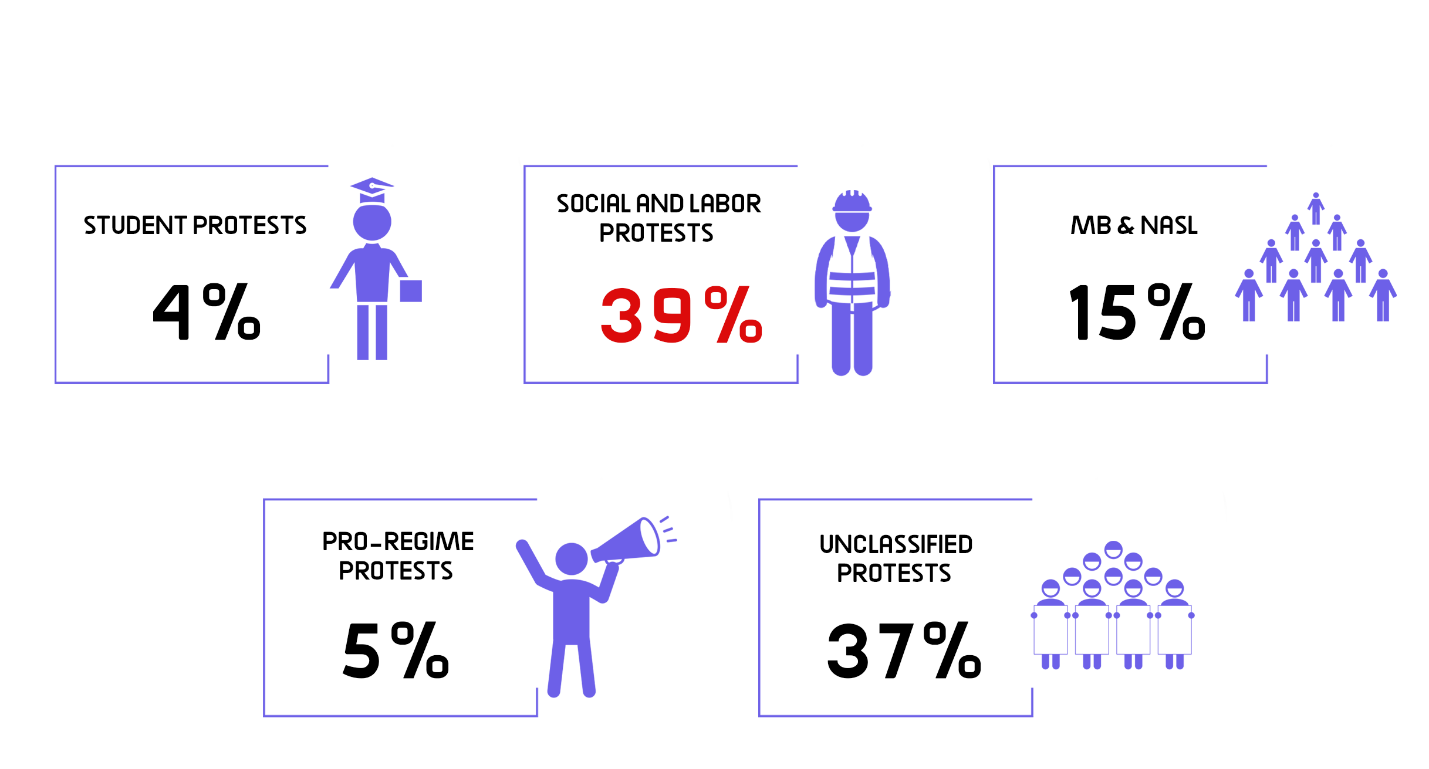 STUDENT PROTESTS
4%
SOCIAL AND LABOR
PROTESTS
39%
MB & NASL
15%
PRO-REGIME
PROTESTS
5%
UNCLASSIFIED
PROTESTS
37%